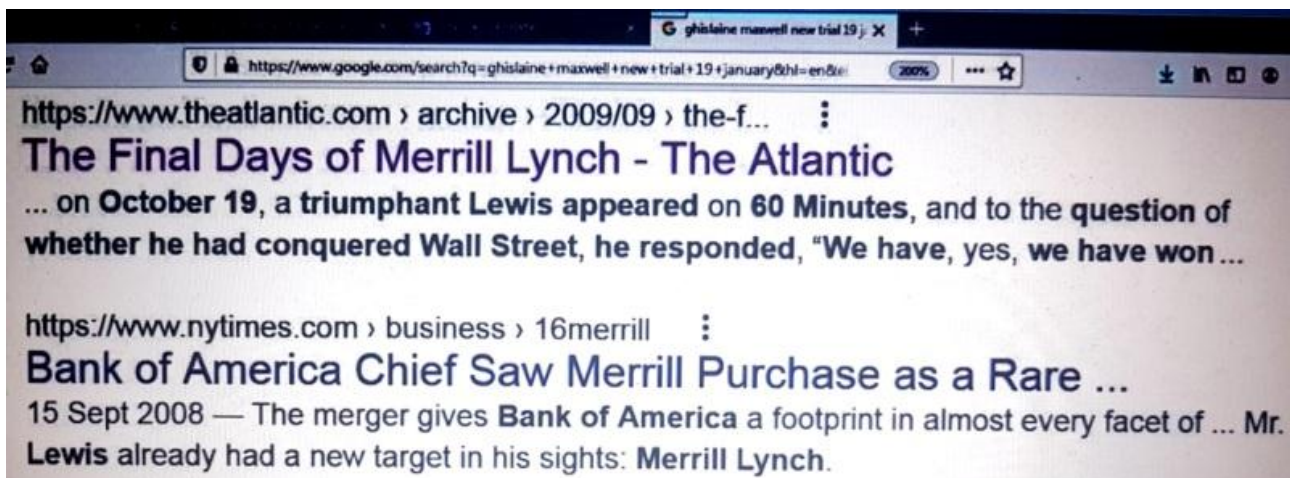 G ghislaine maxwell new trial 19 j
https://www.google.com/search?q=ghislaine+maxwell+new+trial+19+january&hl=en&
200%
https://www.theatlantic.com › archive › 2009/09 › the-f...
The Final Days of Merrill Lynch - The Atlantic
... on October 19, a triumphant Lewis appeared on 60 Minutes, and to the question of
whether he had conquered Wall Street, he responded, “We have, yes, we have won ...
https://www.nytimes.com › business › 16merrill
Bank of America Chief Saw Merrill Purchase as a Rare ...
15 Sept 2008 — The merger gives Bank of America a footprint in almost every facet of ... Mr.
Lewis already had a new target in his sights: Merrill Lynch.